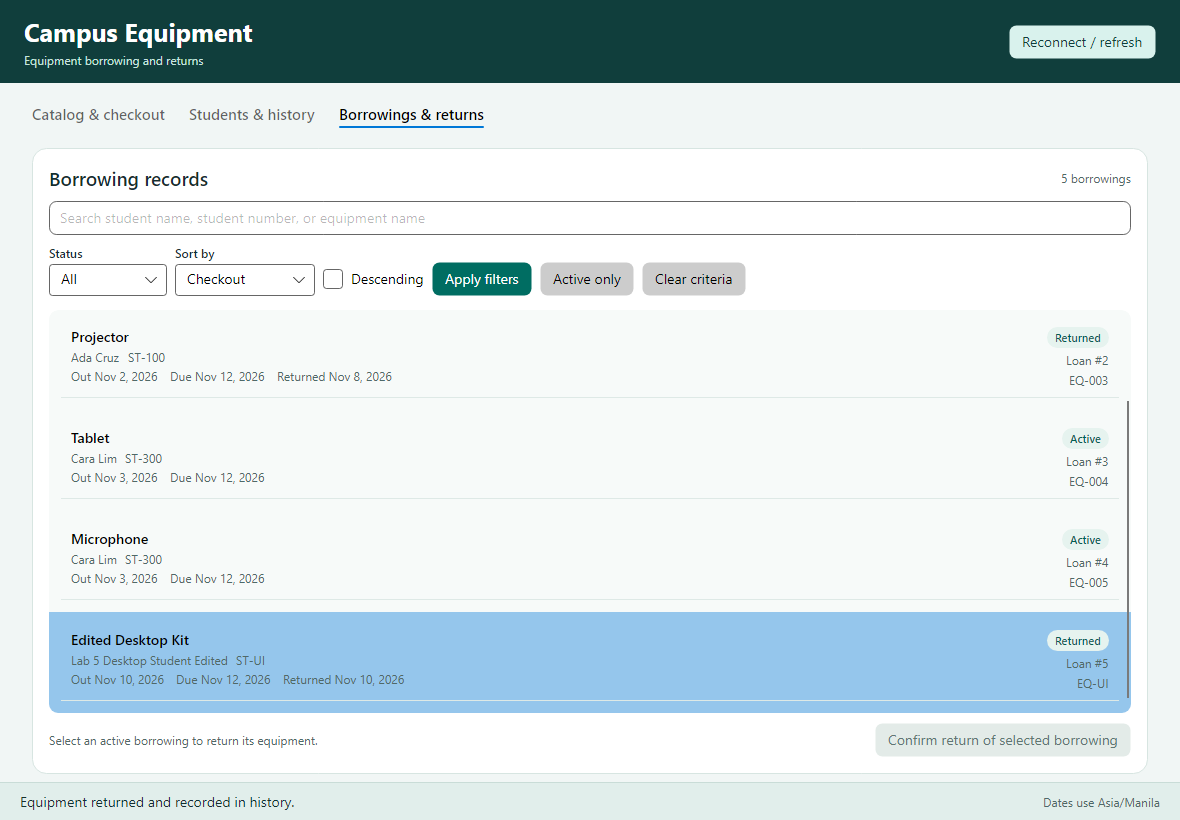 Campus Equipment
Equipment borrowing and returns
Reconnect / refresh
Catalog & checkout
Students & history
Borrowings & returns
Borrowing records
5 borrowings
Search student name, student number, or equipment name
Status
Sort by
All
Checkout
Descending
Apply filters
Active only
Clear criteria
Projector
Returned
Ada Cruz ST-100
Loan #2
Out Nov 2, 2026 Due Nov 12, 2026 Returned Nov 8, 2026
EQ-003
Tablet
Active
Cara Lim ST-300
Loan #3
Out Nov 3, 2026 Due Nov 12, 2026
EQ-004
Microphone
Active
Cara Lim ST-300
Loan #4
Out Nov 3, 2026 Due Nov 12, 2026
EQ-005
Edited Desktop Kit
Returned
Lab 5 Desktop Student Edited ST-UI
Loan #5
Out Nov 10, 2026 Due Nov 12, 2026 Returned Nov 10, 2026
EQ-UI
Select an active borrowing to return its equipment.
Confirm return of selected borrowing
Equipment returned and recorded in history.
Dates use Asia/Manila